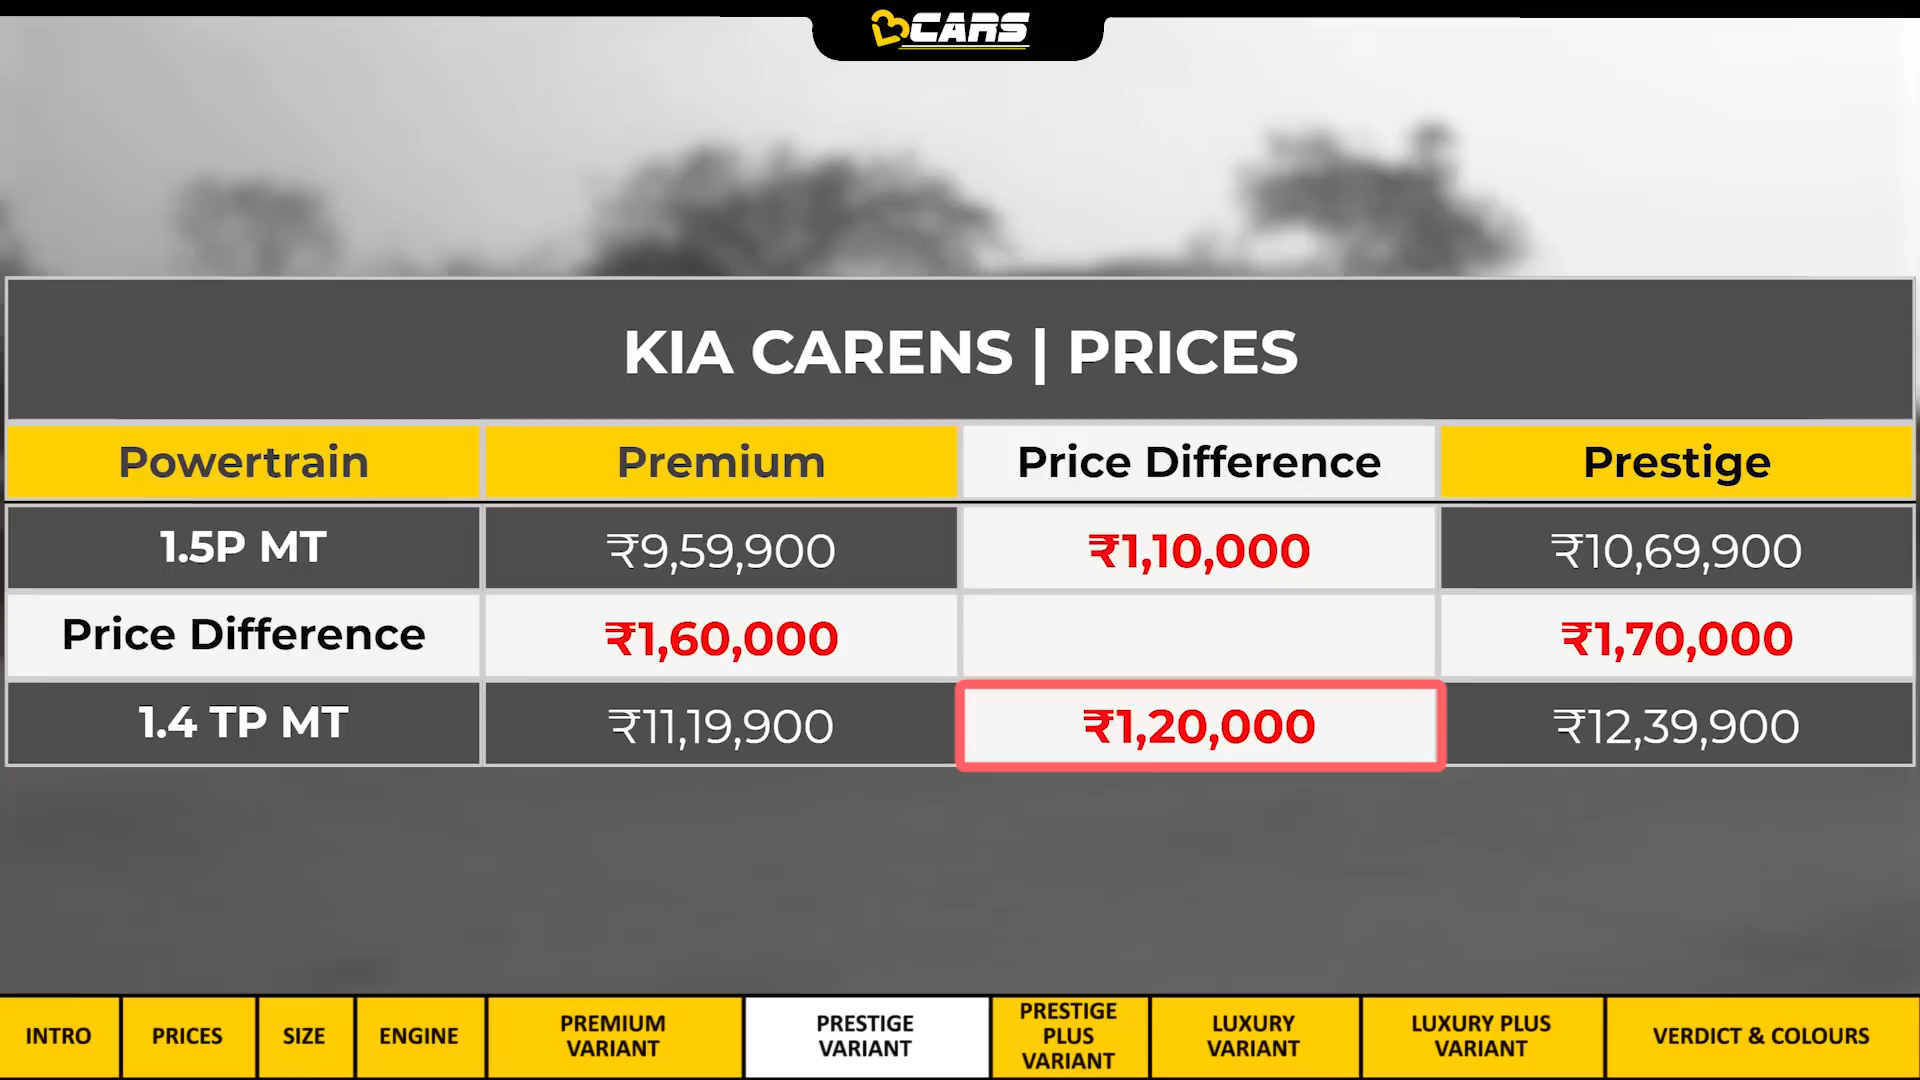 CARS
KIA CARENS | PRICES
Powertrain Premium Price Difference Prestige
1.5P MT ₹9,59,900 ₹1,10,000 ₹10,69,900
Price Difference ₹1,60,000 ₹1,70,000
1.4 TP MT ₹11,19,900 ₹1,20,000 ₹12,39,900
INTRO
PRICES
SIZE
ENGINE
PREMIUM
VARIANT
PRESTIGE
VARIANT
PRESTIGE
PLUS
VARIANT
LUXURY
VARIANT
LUXURY PLUS
VARIANT
VERDICT & COLOURS